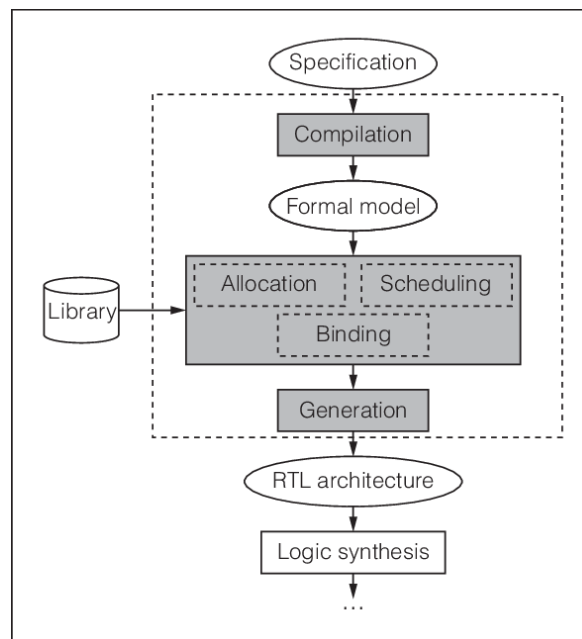 Specification
Compilation
Formal model
Allocation
Scheduling
Library
Binding
Generation
RTL architecture
Logic synthesis
...